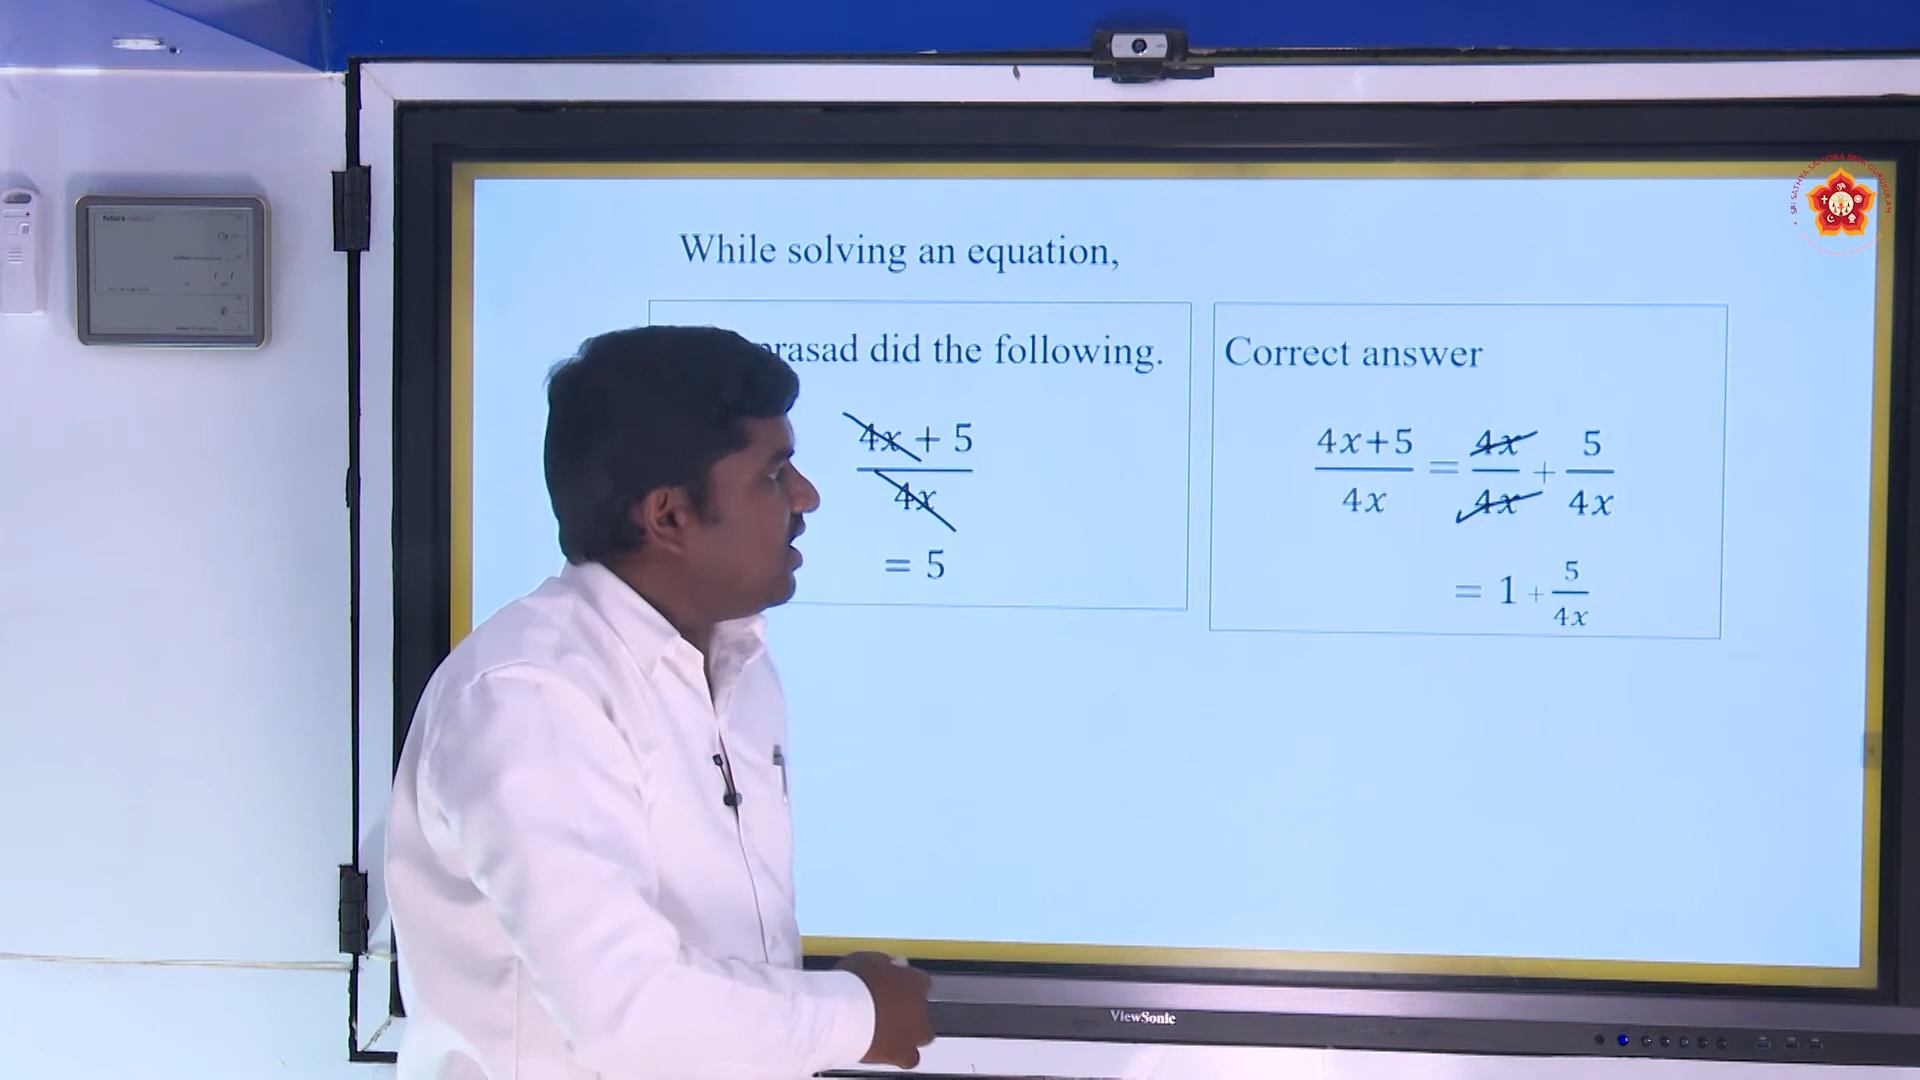 While solving an equation,
prasad did the following.
4x + 5
4x
= 5
Correct answer
4x+5 / 4x = 4x / 4x + 5 / 4x
= 1 + 5 / 4x
ViewSonic
future